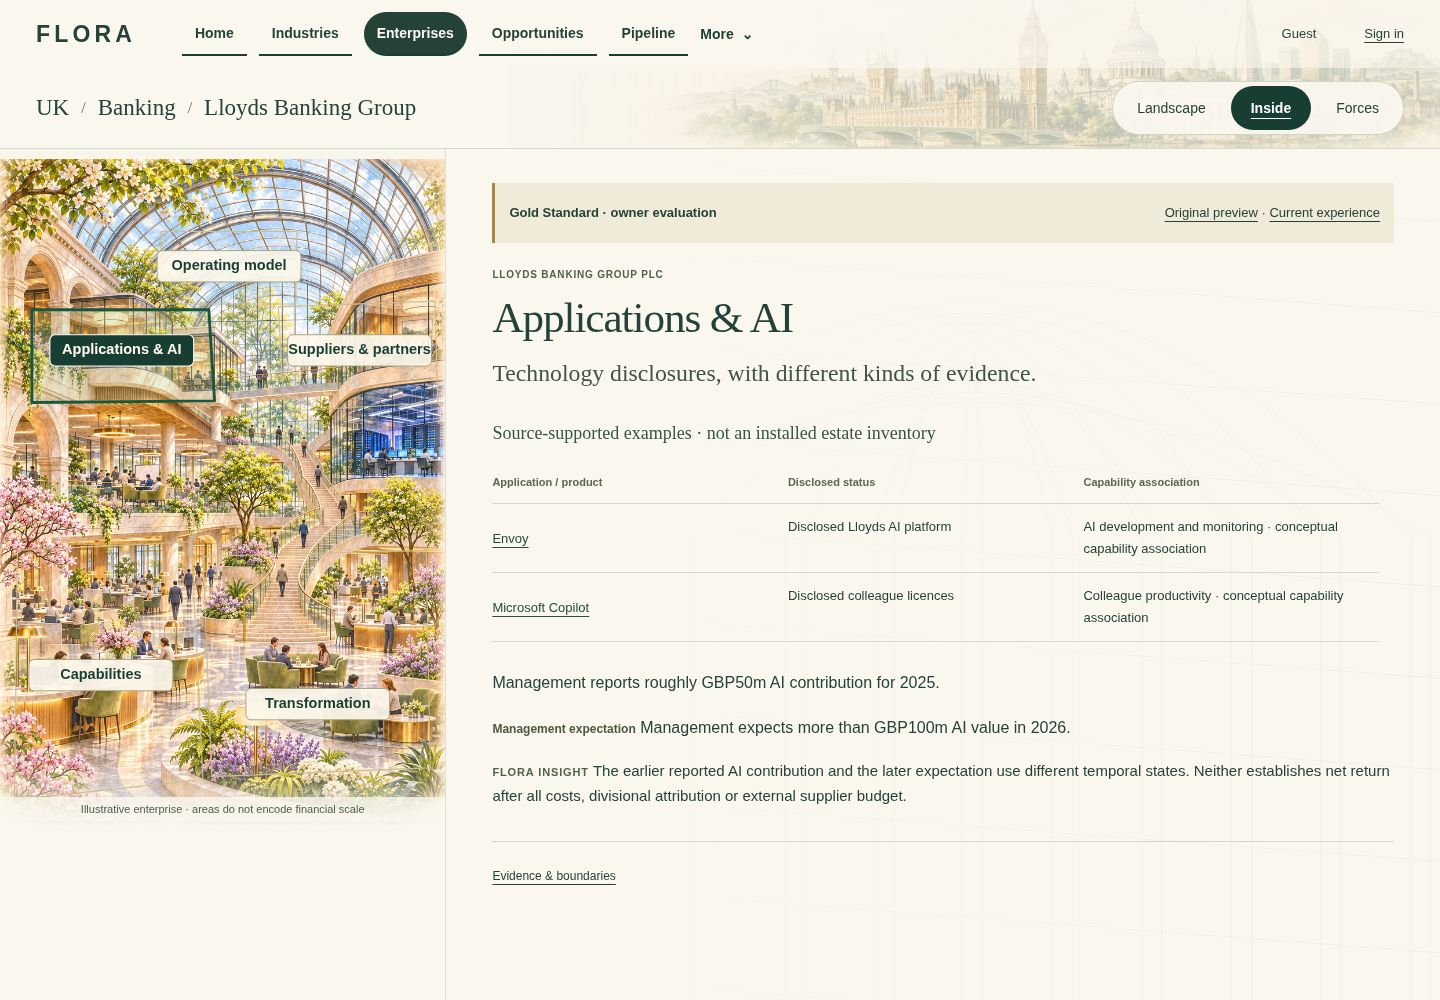 FLORA
Home
Industries
Enterprises
Opportunities
Pipeline
More
Guest
Sign in
UK / Banking / Lloyds Banking Group
Landscape
Inside
Forces
Operating model
Applications & AI
Suppliers & partners
Capabilities
Transformation
Illustrative enterprise · areas do not encode financial scale
Gold Standard · owner evaluation
Original preview · Current experience
LLOYDS BANKING GROUP PLC
Applications & AI
Technology disclosures, with different kinds of evidence.
Source-supported examples · not an installed estate inventory
Application / product
Disclosed status
Capability association
Envoy
Disclosed Lloyds AI platform
AI development and monitoring · conceptual
capability association
Microsoft Copilot
Disclosed colleague licences
Colleague productivity · conceptual capability
association
Management reports roughly GBP50m AI contribution for 2025.
Management expectation Management expects more than GBP100m AI value in 2026.
FLORA INSIGHT The earlier reported AI contribution and the later expectation use different temporal states. Neither establishes net return
after all costs, divisional attribution or external supplier budget.
Evidence & boundaries